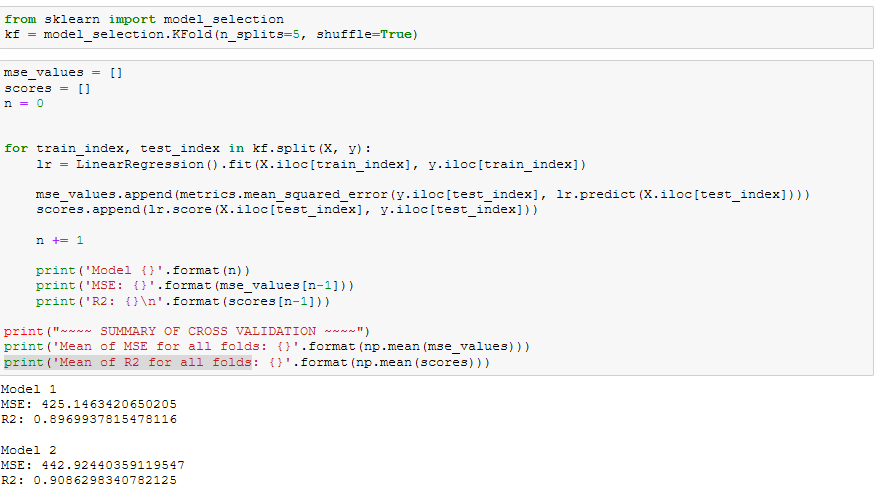 from sklearn import model_selection
kf = model_selection.KFold(n_splits=5, shuffle=True)
mse_values = []
scores = []
n = 0
for train_index, test_index in kf.split(X, y):
    lr = LinearRegression().fit(X.iloc[train_index], y.iloc[train_index])
    mse_values.append(metrics.mean_squared_error(y.iloc[test_index], lr.predict(X.iloc[test_index])))
    scores.append(lr.score(X.iloc[test_index], y.iloc[test_index]))
    n += 1
    print('Model {}'.format(n))
    print('MSE: {}'.format(mse_values[n-1]))
    print('R2: {}\n'.format(scores[n-1]))
print("~~~~ SUMMARY OF CROSS VALIDATION ~~~~")
print('Mean of MSE for all folds: {}'.format(np.mean(mse_values)))
print('Mean of R2 for all folds: {}'.format(np.mean(scores)))
Model 1
MSE: 425.1463420650205
R2: 0.8969937815478116
Model 2
MSE: 442.92440359119547
R2: 0.9086298340782125